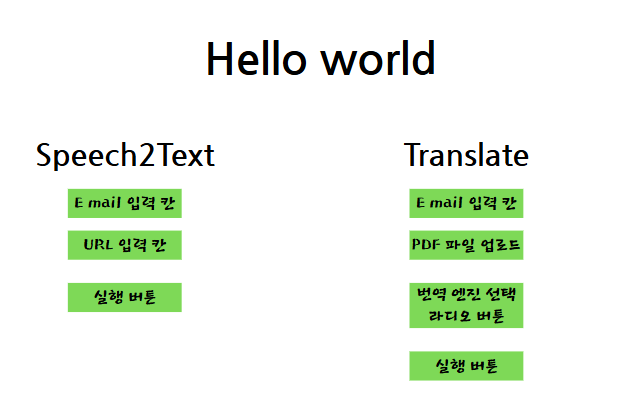 Hello world
Speech2Text
E mail 입력 칸
URL 입력 칸
실행 버튼
Translate
E mail 입력 칸
PDF 파일 업로드
번역 엔진 선택
라디오 버튼
실행 버튼